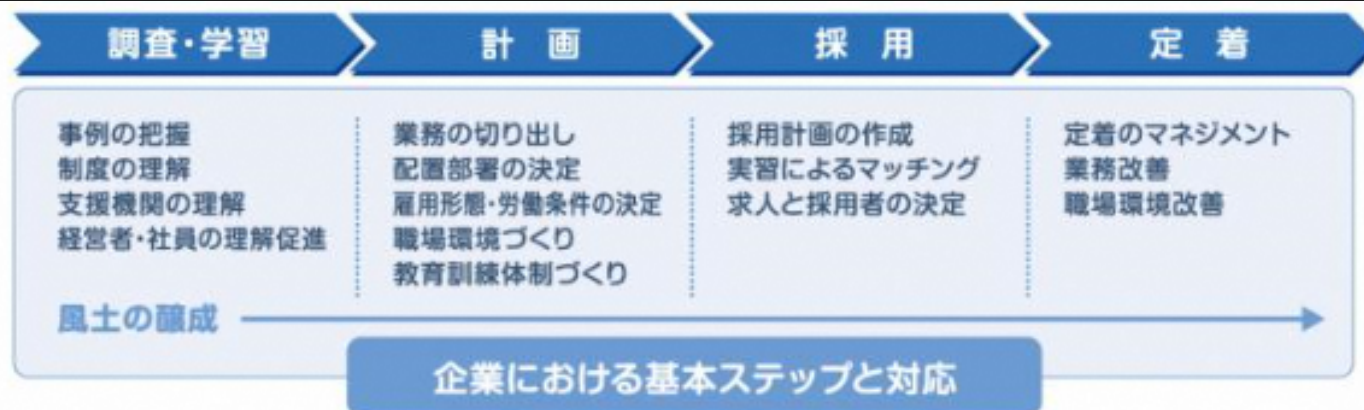 調査・学習
計 画
採 用
定 着
事例の把握
制度の理解
支援機関の理解
経営者・社員の理解促進
業務の切り出し
配置部署の決定
雇用形態・労働条件の決定
職場環境づくり
教育訓練体制づくり
採用計画の作成
実習によるマッチング
求人と採用者の決定
定着のマネジメント
業務改善
職場環境改善
風土の醸成
企業における基本ステップと対応